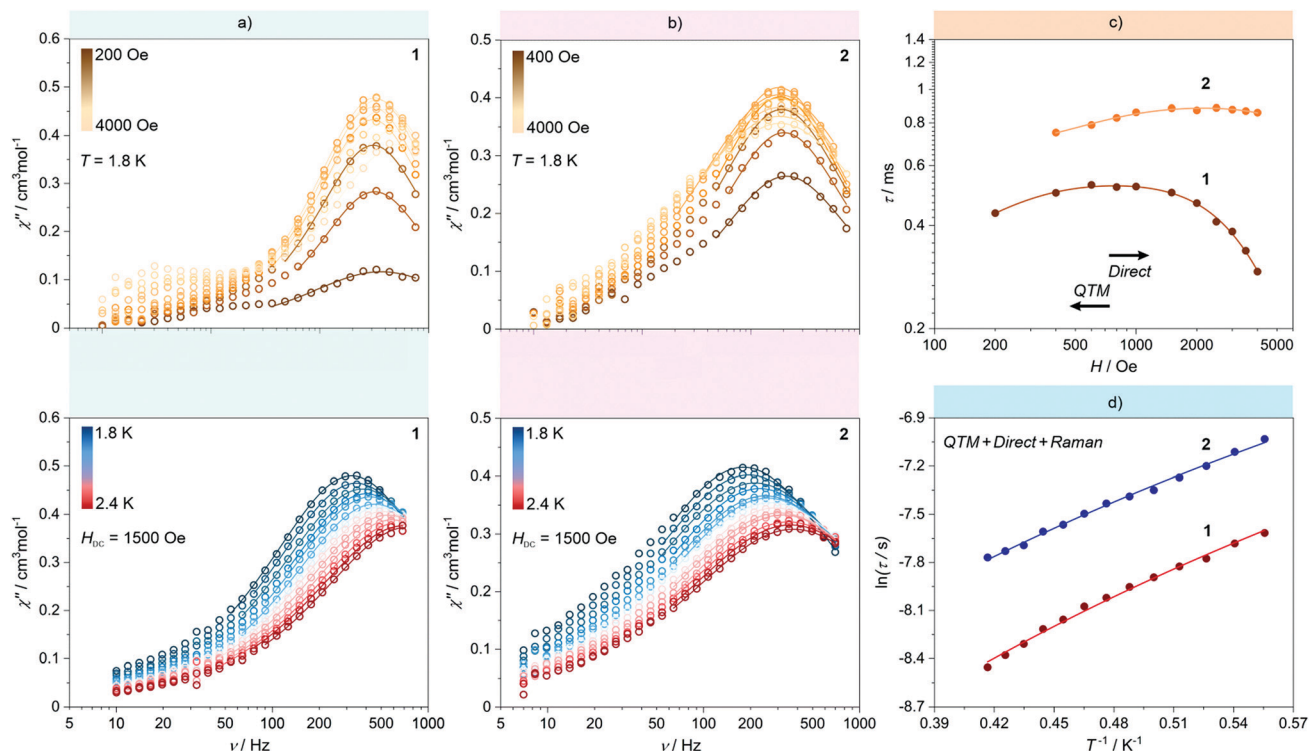 a)
0.6
0.5
0.4
0.3
0.2
0.1
0
χ″ / cm³mol⁻¹
200 Oe
4000 Oe
T = 1.8 K
1
200
b)
0.5
0.4
0.3
0.2
0.1
0
χ″ / cm³mol⁻¹
400 Oe
4000 Oe
T = 1.8 K
2
200
c)
1.4
1
0.8
0.6
0.4
0.2
τ / ms
2
1
Direct
QTM
100 200 500 1000 2000 5000
H / Oe
0.6
0.5
0.4
0.3
0.2
0.1
0
χ″ / cm³mol⁻¹
1.8 K
2.4 K
H_DC = 1500 Oe
1
5 10 20 50 100 200 500 1000
ν / Hz
0.5
0.4
0.3
0.2
0.1
0
χ″ / cm³mol⁻¹
1.8 K
2.4 K
H_DC = 1500 Oe
2
5 10 20 50 100 200 500 1000
ν / Hz
d)
-6.9
-7.2
-7.5
-7.8
-8.1
-8.4
-8.7
ln(τ / s)
QTM + Direct + Raman
2
1
0.39 0.42 0.45 0.48 0.51 0.54 0.57
T⁻¹ / K⁻¹